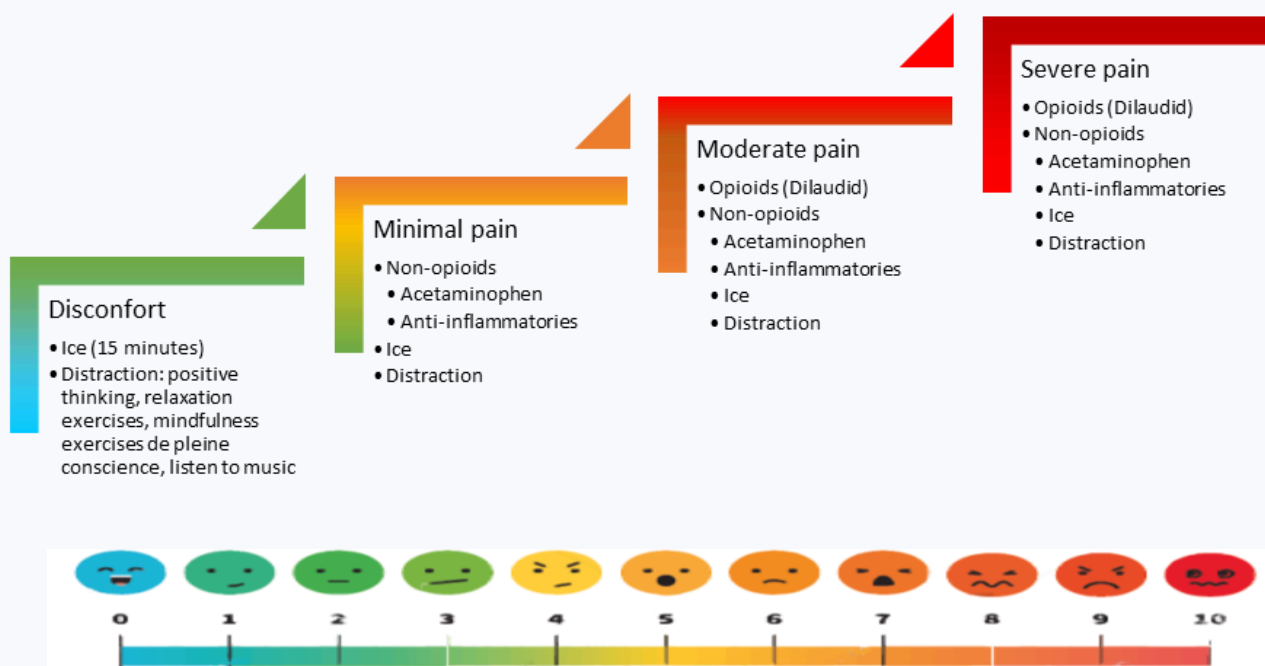 Disconfort
• Ice (15 minutes)
• Distraction: positive
thinking, relaxation
exercises, mindfulness
exercises de pleine
conscience, listen to music
Minimal pain
• Non-opioids
• Acetaminophen
• Anti-inflammatories
• Ice
• Distraction
Moderate pain
• Opioids (Dilaudid)
• Non-opioids
• Acetaminophen
• Anti-inflammatories
• Ice
• Distraction
Severe pain
• Opioids (Dilaudid)
• Non-opioids
• Acetaminophen
• Anti-inflammatories
• Ice
• Distraction
0 1 2 3 4 5 6 7 8 9 10